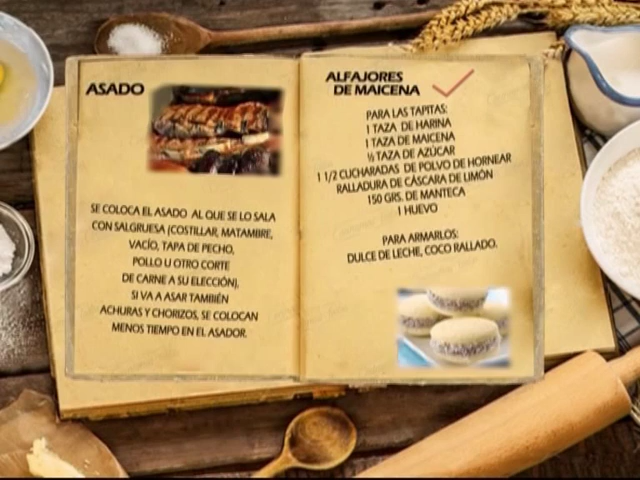 ASADO
SE COLOCA EL ASADO AL QUE SE LO SALA
CON SALGRUESA (COSTILLAR, MATAMBRE,
VACÍO, TAPA DE PECHO,
POLLO U OTRO CORTE
DE CARNE A SU ELECCIÓN),
SI VA A ASAR TAMBIÉN
ACHURAS Y CHORIZOS, SE COLOCAN
MENOS TIEMPO EN EL ASADOR.
ALFAJORES
DE MAICENA
PARA LAS TAPITAS:
1 TAZA DE HARINA
1 TAZA DE MAICENA
½ TAZA DE AZÚCAR
1 1/2 CUCHARADAS DE POLVO DE HORNEAR
RALLADURA DE CÁSCARA DE LIMÓN
150 GRS. DE MANTECA
1 HUEVO
PARA ARMARLOS:
DULCE DE LECHE, COCO RALLADO.